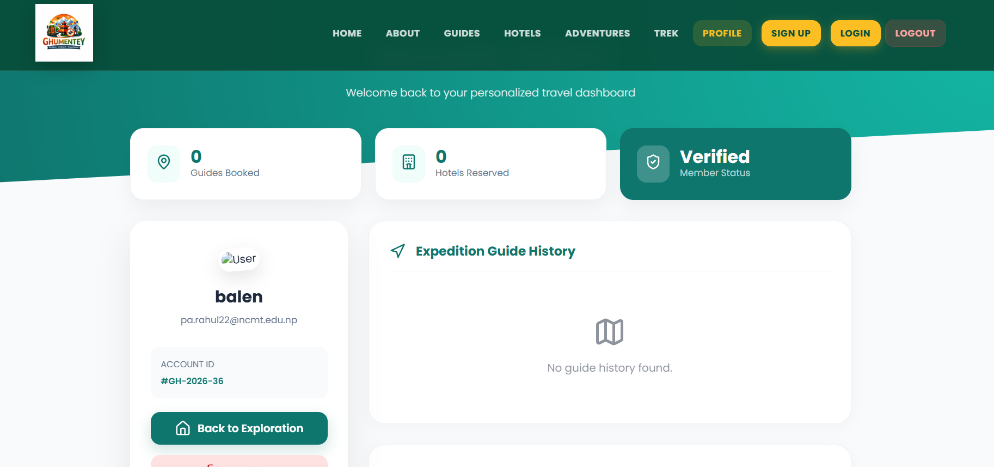 GHUMENTEY
HOME ABOUT GUIDES HOTELS ADVENTURES TREK PROFILE SIGN UP LOGIN LOGOUT
Welcome back to your personalized travel dashboard
0
Guides Booked
0
Hotels Reserved
Verified
Member Status
User
balen
pa.rahul22@ncmt.edu.np
ACCOUNT ID
#GH-2026-36
Back to Exploration
Expedition Guide History
No guide history found.